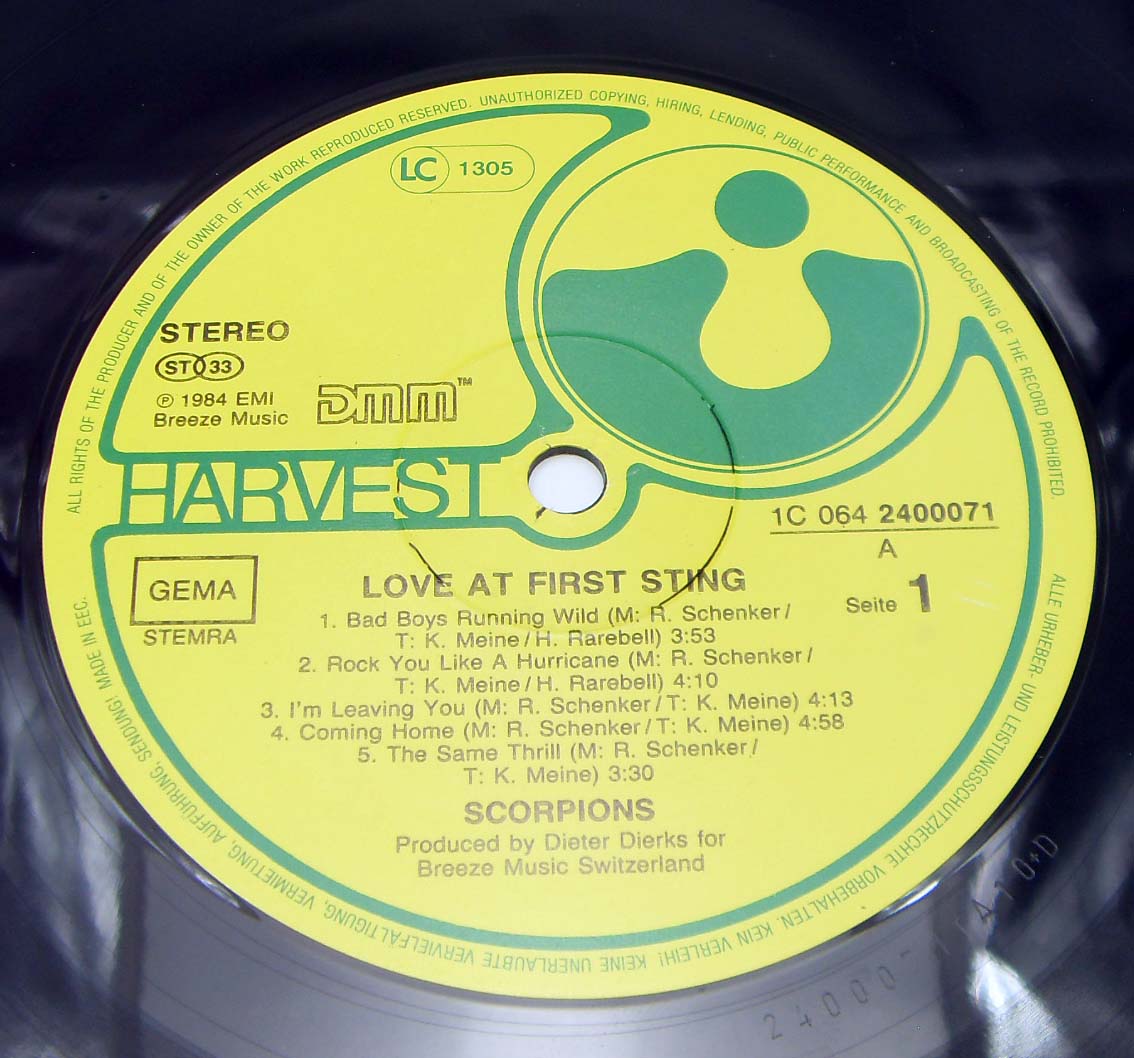 ALL RIGHTS OF THE PRODUCER AND OF THE OWNER OF THE WORK REPRODUCED RESERVED. UNAUTHORIZED COPYING, HIRING, LENDING, PUBLIC PERFORMANCE AND BROADCASTING OF THE RECORD PROHIBITED.
LC 1305
STEREO
ST 33
℗ 1984 EMI
Breeze Music
DMM™
HARVEST
1C 064 2400071
A
Seite 1
GEMA
STEMRA
LOVE AT FIRST STING
1. Bad Boys Running Wild (M: R. Schenker/
T: K. Meine/H. Rarebell) 3:53
2. Rock You Like A Hurricane (M: R. Schenker/
T: K. Meine/H. Rarebell) 4:10
3. I'm Leaving You (M: R. Schenker/T: K. Meine) 4:13
4. Coming Home (M: R. Schenker/T: K. Meine) 4:58
5. The Same Thrill (M: R. Schenker/
T: K. Meine) 3:30
SCORPIONS
Produced by Dieter Dierks for
Breeze Music Switzerland
ALLE URHEBER- UND LEISTUNGSSCHUTZRECHTE VORBEHALTEN. KEIN VERLEIH! KEINE UNERLAUBTE VERVIELFÄLTIGUNG, VERMIETUNG, AUFFÜHRUNG, SENDUNG! MADE IN EEC.